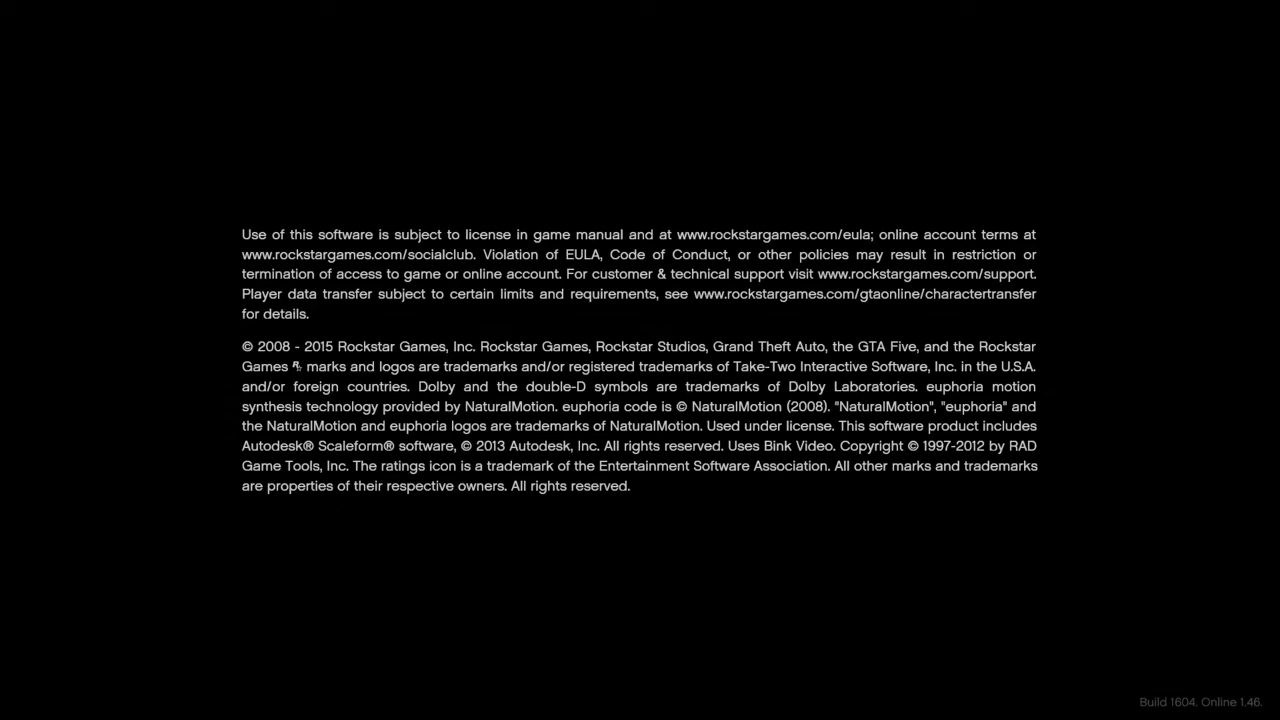 Use of this software is subject to license in game manual and at www.rockstargames.com/eula; online account terms at
www.rockstargames.com/socialclub. Violation of EULA, Code of Conduct, or other policies may result in restriction or
termination of access to game or online account. For customer & technical support visit www.rockstargames.com/support.
Player data transfer subject to certain limits and requirements, see www.rockstargames.com/gtaonline/charactertransfer
for details.
© 2008 - 2015 Rockstar Games, Inc. Rockstar Games, Rockstar Studios, Grand Theft Auto, the GTA Five, and the Rockstar
Games R* marks and logos are trademarks and/or registered trademarks of Take-Two Interactive Software, Inc. in the U.S.A.
and/or foreign countries. Dolby and the double-D symbols are trademarks of Dolby Laboratories. euphoria motion
synthesis technology provided by NaturalMotion. euphoria code is © NaturalMotion (2008). "NaturalMotion", "euphoria" and
the NaturalMotion and euphoria logos are trademarks of NaturalMotion. Used under license. This software product includes
Autodesk® Scaleform® software, © 2013 Autodesk, Inc. All rights reserved. Uses Bink Video. Copyright © 1997-2012 by RAD
Game Tools, Inc. The ratings icon is a trademark of the Entertainment Software Association. All other marks and trademarks
are properties of their respective owners. All rights reserved.
Build 1604. Online 1.46.